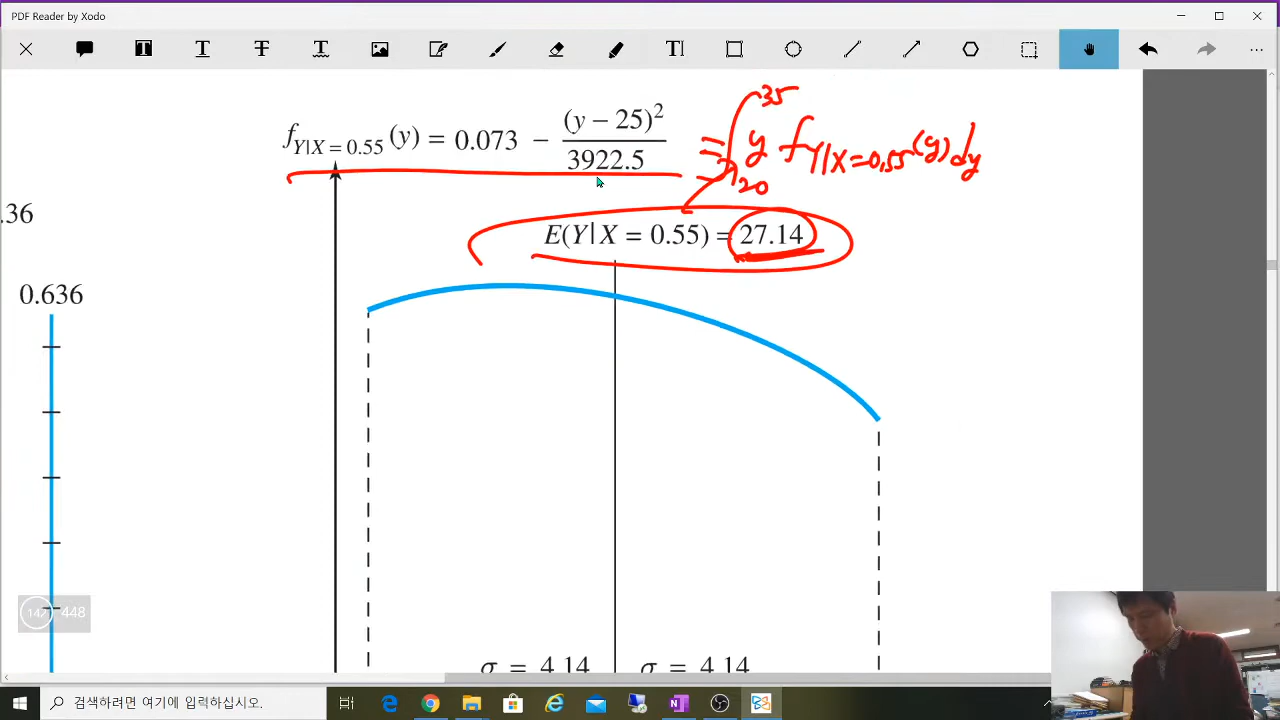 PDF Reader by Xodo
f_{Y|X = 0.55}(y) = 0.073 − (y − 25)²/3922.5
= ∫_{20}^{35} y f_{Y|X=0.55}(y) dy
.36
E(Y|X = 0.55) = 27.14
0.636
142 448
σ = 4.14 σ = 4.14
검색하려면 여기에 입력하십시오.